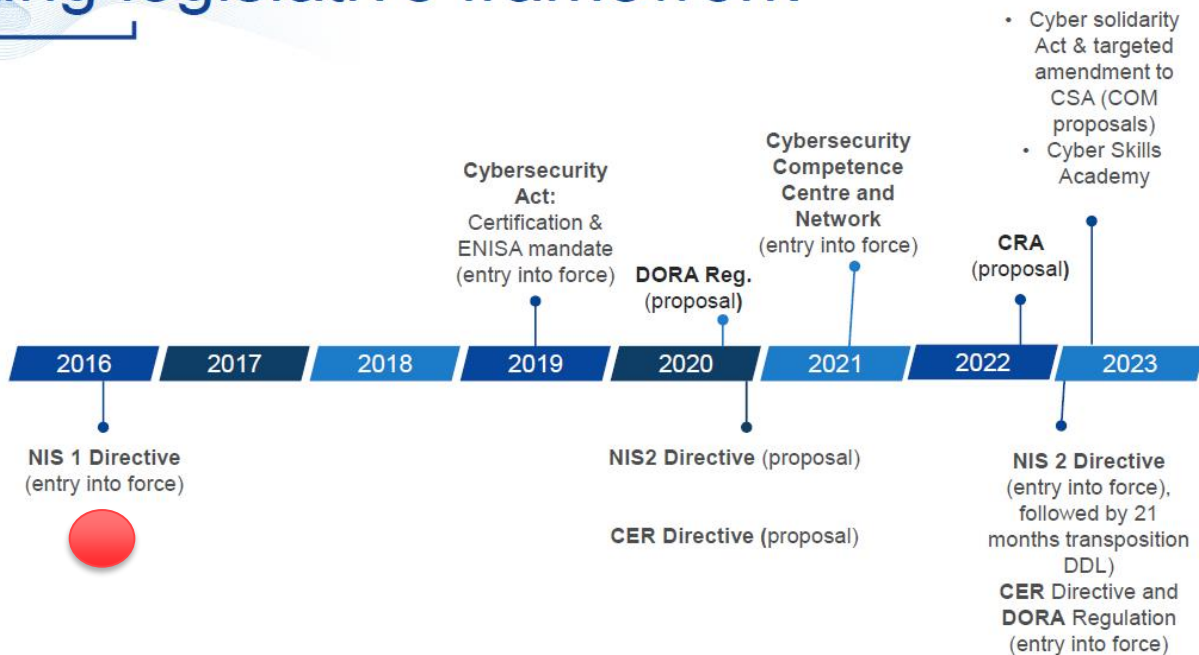 legislative framework
• Cyber solidarity
Act & targeted
amendment to
CSA (COM
proposals)
• Cyber Skills
Academy
Cybersecurity
Act:
Certification &
ENISA mandate
(entry into force)
DORA Reg.
(proposal)
Cybersecurity
Competence
Centre and
Network
(entry into force)
CRA
(proposal)
2016 2017 2018 2019 2020 2021 2022 2023
NIS 1 Directive
(entry into force)
NIS2 Directive (proposal)
CER Directive (proposal)
NIS 2 Directive
(entry into force),
followed by 21
months transposition
DDL)
CER Directive and
DORA Regulation
(entry into force)